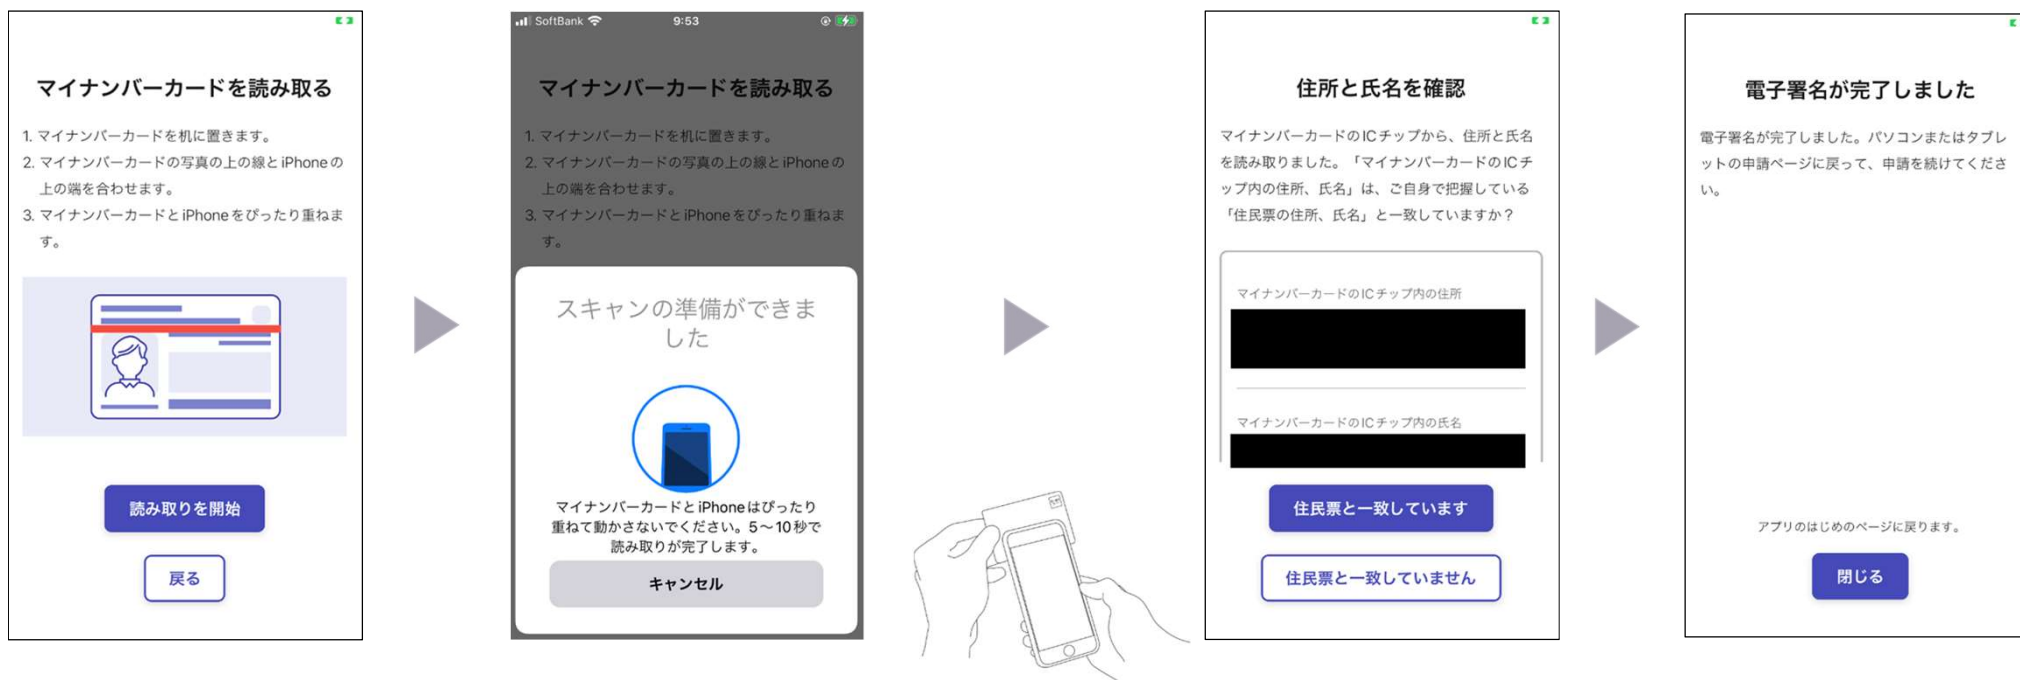 マイナンバーカードを読み取る
1. マイナンバーカードを机に置きます。
2. マイナンバーカードの写真の上の線とiPhoneの
上の端を合わせます。
3. マイナンバーカードとiPhoneをぴったり重ねま
す。
読み取りを開始
戻る
SoftBank 9:53
マイナンバーカードを読み取る
1. マイナンバーカードを机に置きます。
2. マイナンバーカードの写真の上の線とiPhoneの
上の端を合わせます。
3. マイナンバーカードとiPhoneをぴったり重ねま
す。
スキャンの準備ができま
した
マイナンバーカードとiPhoneはぴったり
重ねて動かさないでください。5〜10秒で
読み取りが完了します。
キャンセル
住所と氏名を確認
マイナンバーカードのICチップから、住所と氏名
を読み取りました。「マイナンバーカードのICチ
ップ内の住所、氏名」は、ご自身で把握している
「住民票の住所、氏名」と一致していますか？
マイナンバーカードのICチップ内の住所
マイナンバーカードのICチップ内の氏名
住民票と一致しています
住民票と一致していません
電子署名が完了しました
電子署名が完了しました。パソコンまたはタブレ
ットの申請ページに戻って、申請を続けてくださ
い。
アプリのはじめのページに戻ります。
閉じる